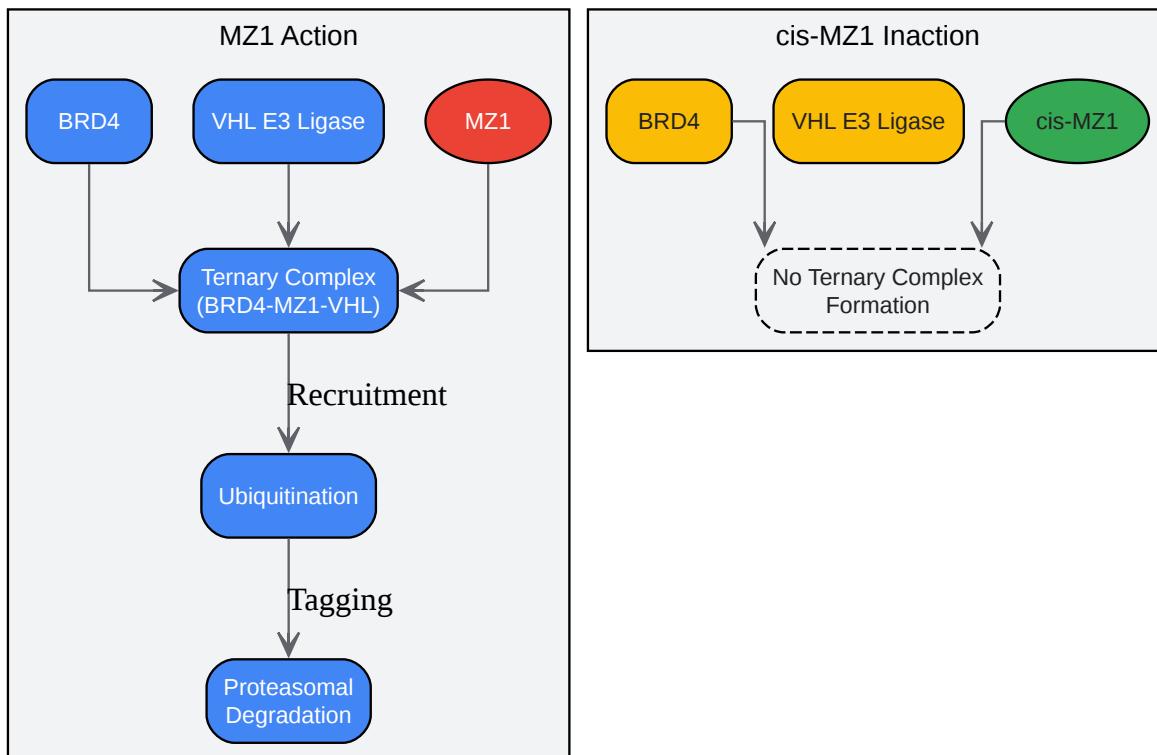 MZ1 Action
BRD4
VHL E3 Ligase
MZ1
Ternary Complex
(BRD4-MZ1-VHL)
Recruitment
Ubiquitination
Tagging
Proteasomal
Degradation
cis-MZ1 Inaction
BRD4
VHL E3 Ligase
cis-MZ1
No Ternary Complex
Formation